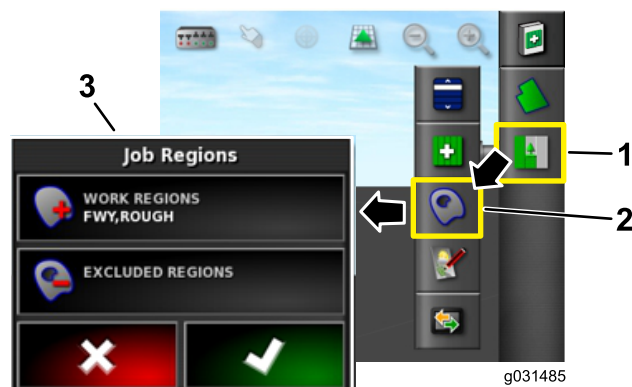 3
Job Regions
WORK REGIONS
FWY,ROUGH
EXCLUDED REGIONS
1
2
g031485